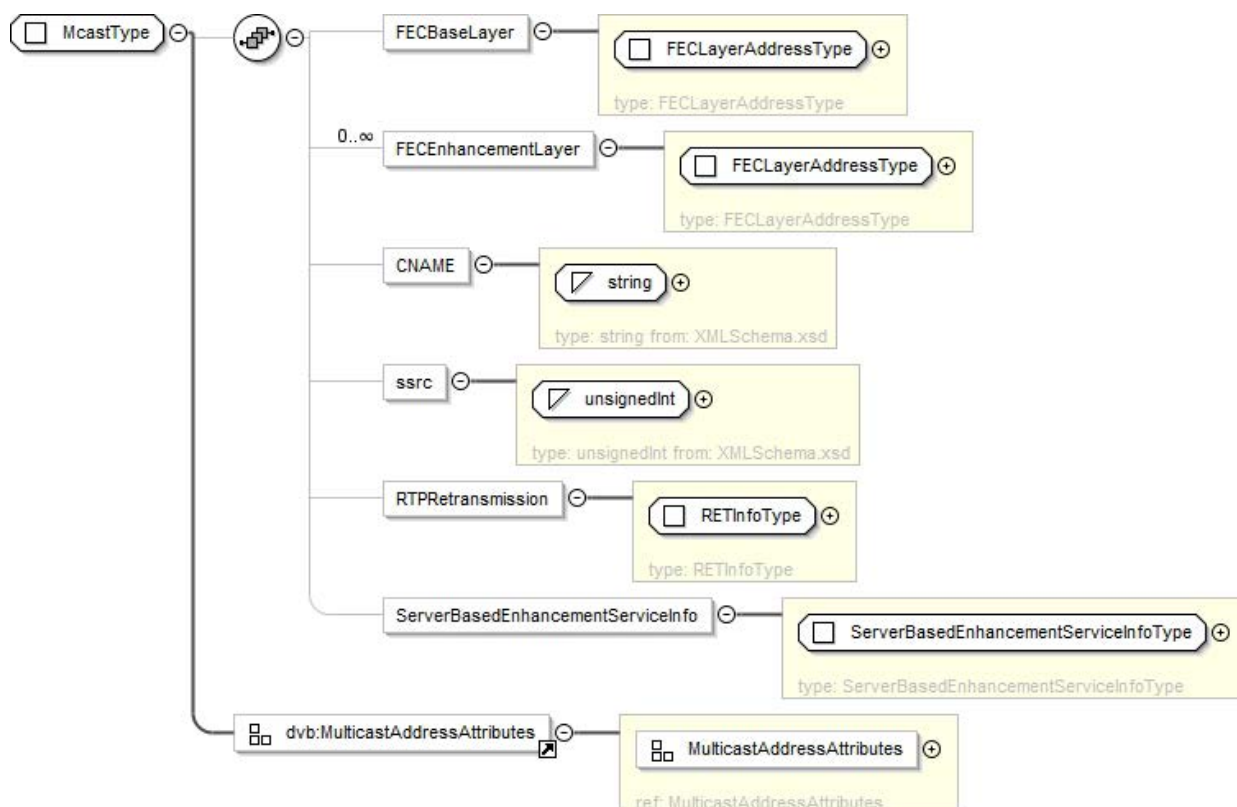 McastType
FECBaseLayer
FECLayerAddressType
type: FECLayerAddressType
0..∞
FECEnhancementLayer
FECLayerAddressType
type: FECLayerAddressType
CNAME
string
type: string from: XMLSchema.xsd
ssrc
unsignedInt
type: unsignedInt from: XMLSchema.xsd
RTPRetransmission
RETInfoType
type: RETInfoType
ServerBasedEnhancementServiceInfo
ServerBasedEnhancementServiceInfoType
type: ServerBasedEnhancementServiceInfoType
dvb:MulticastAddressAttributes
MulticastAddressAttributes
ref: MulticastAddressAttributes